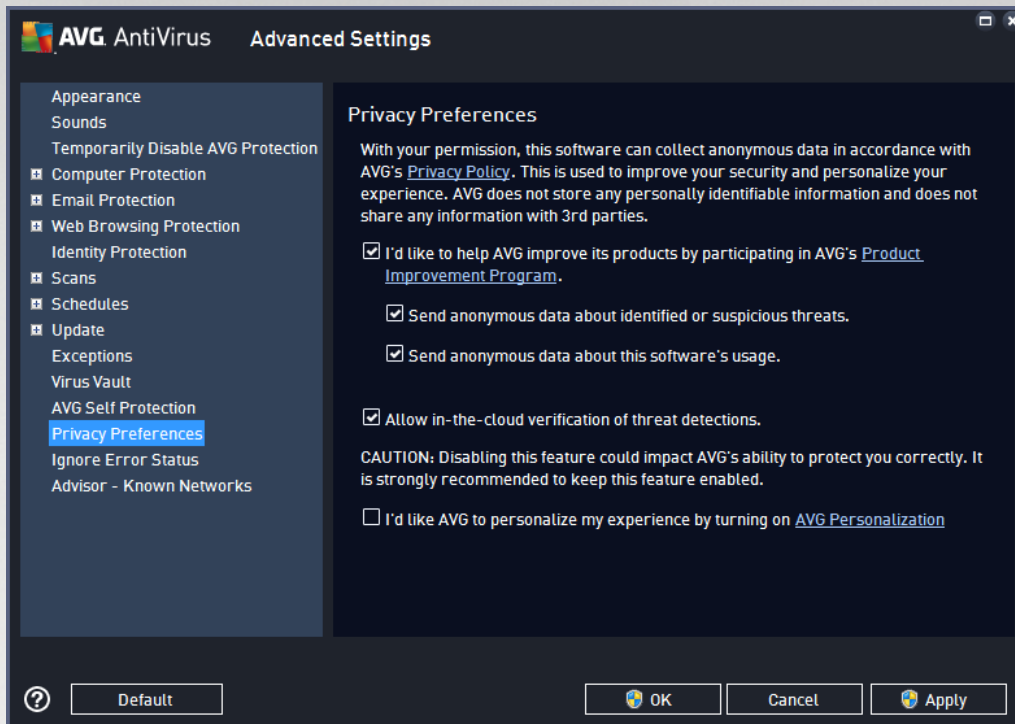 AVG AntiVirus Advanced Settings
Appearance
Sounds
Temporarily Disable AVG Protection
Computer Protection
Email Protection
Web Browsing Protection
Identity Protection
Scans
Schedules
Update
Exceptions
Virus Vault
AVG Self Protection
Privacy Preferences
Ignore Error Status
Advisor - Known Networks
Privacy Preferences
With your permission, this software can collect anonymous data in accordance with
AVG's Privacy Policy. This is used to improve your security and personalize your
experience. AVG does not store any personally identifiable information and does not
share any information with 3rd parties.
I'd like to help AVG improve its products by participating in AVG's Product
Improvement Program.
Send anonymous data about identified or suspicious threats.
Send anonymous data about this software's usage.
Allow in-the-cloud verification of threat detections.
CAUTION: Disabling this feature could impact AVG's ability to protect you correctly. It
is strongly recommended to keep this feature enabled.
I'd like AVG to personalize my experience by turning on AVG Personalization
? Default OK Cancel Apply